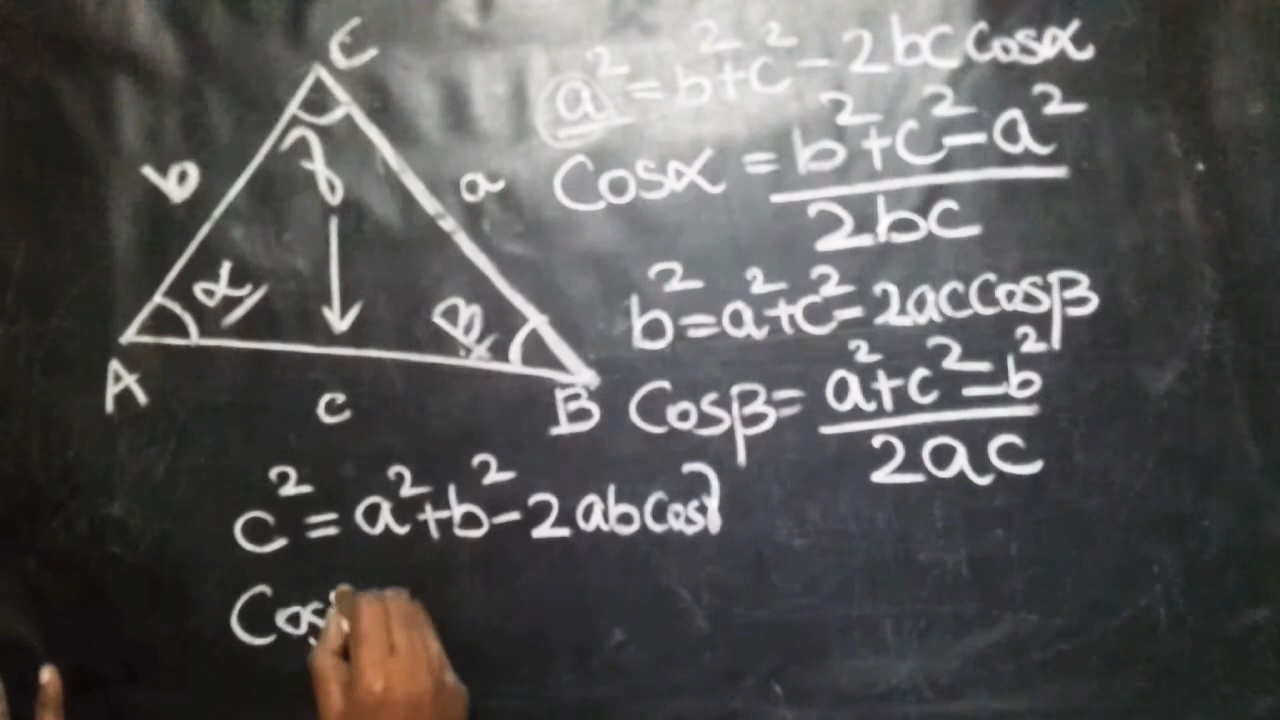 C
b
a
γ
α
β
A
c
B
a² = b² + c² - 2bc cosα
Cosα = b² + c² - a² / 2bc
b² = a² + c² - 2ac Cosβ
Cosβ = a² + c² - b² / 2ac
c² = a² + b² - 2ab cosγ
Cos